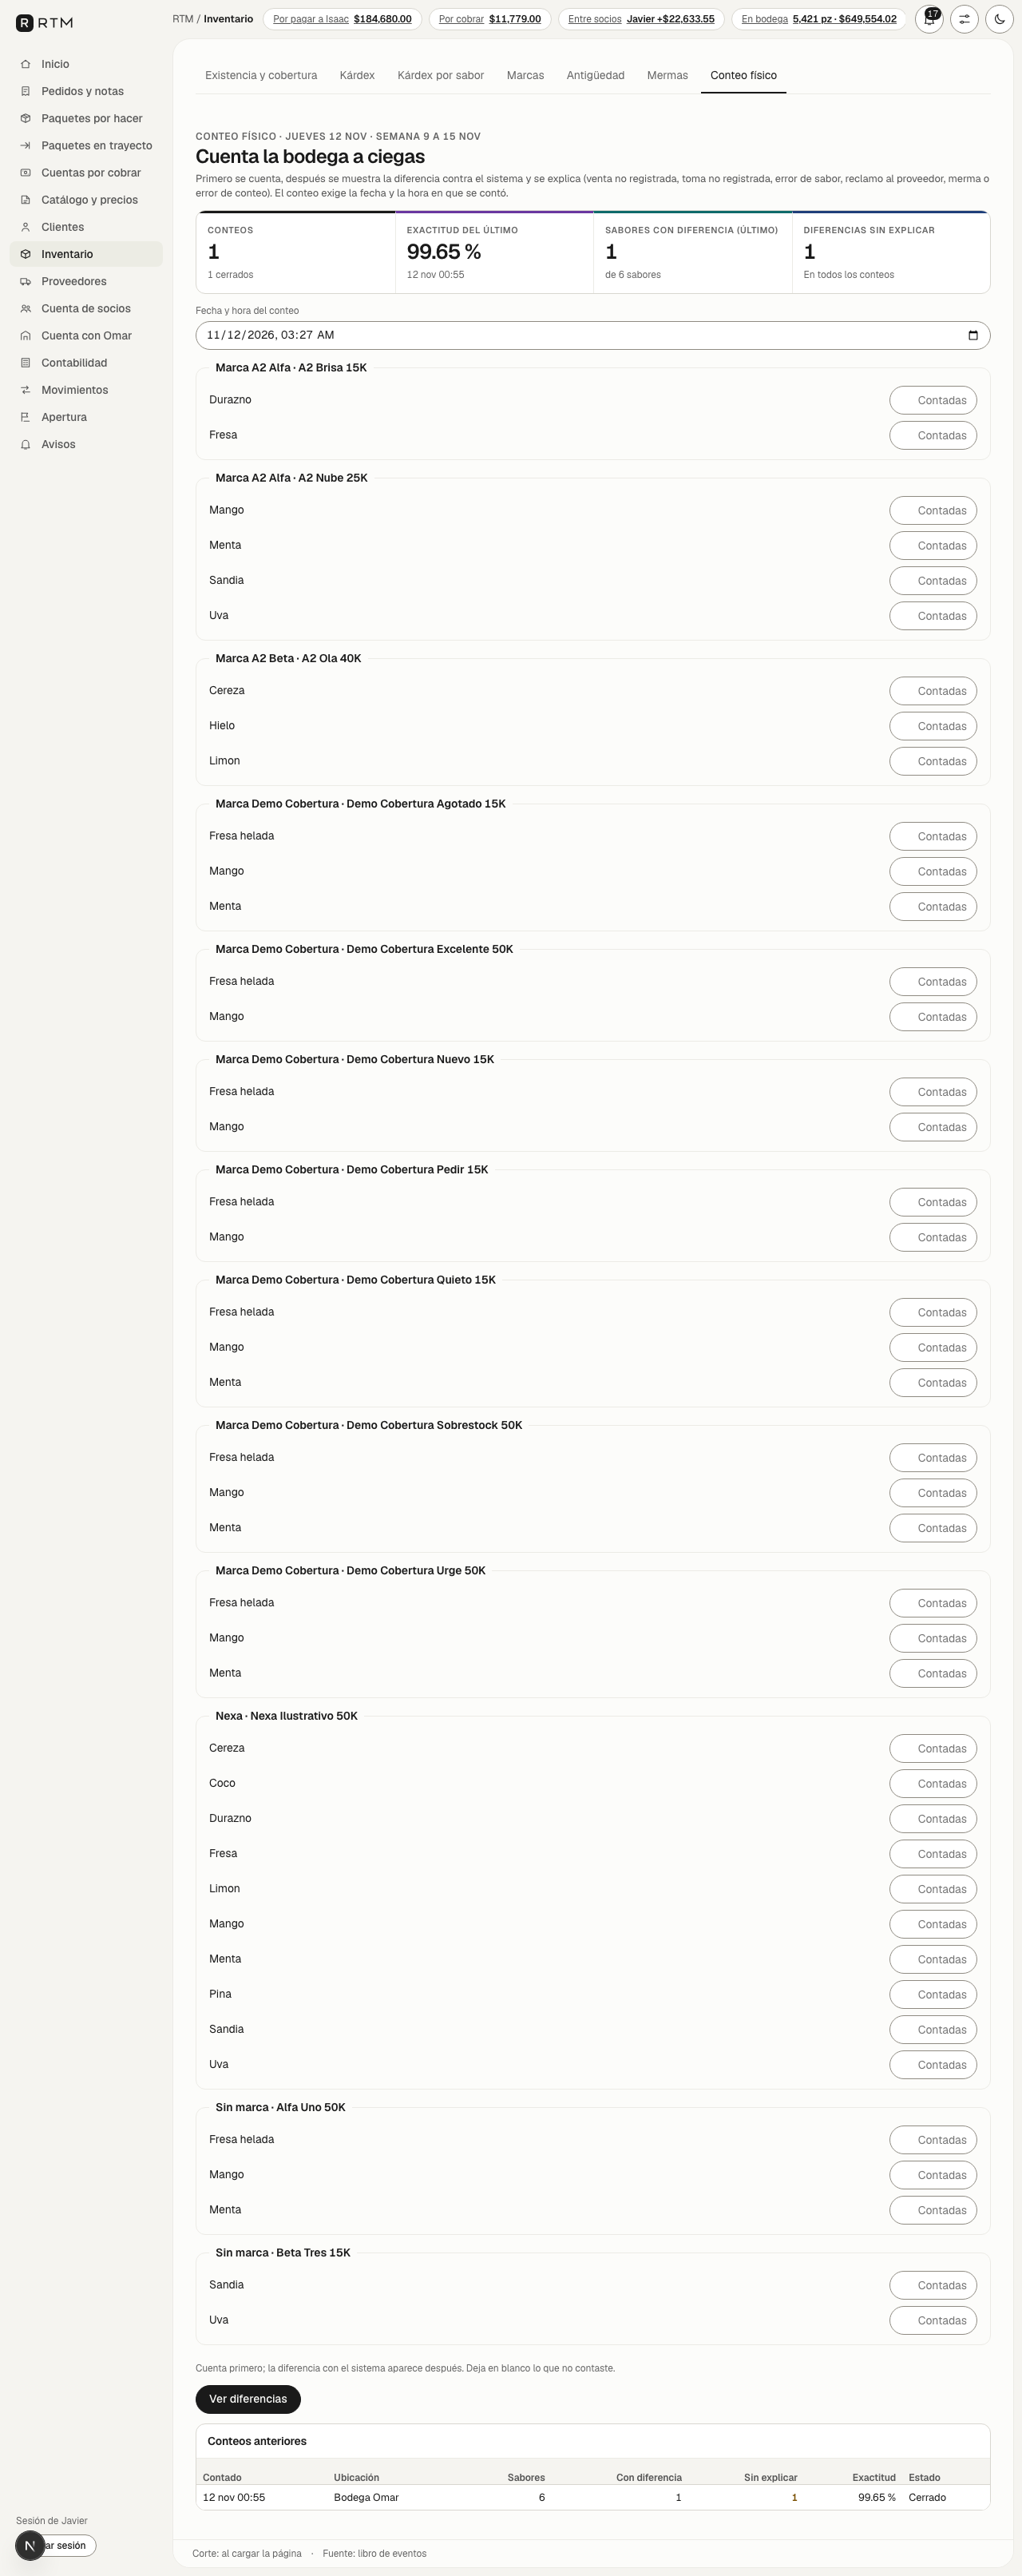 R RTM
RTM / Inventario
Por pagar a Isaac $184,680.00
Por cobrar $11,779.00
Entre socios Javier +$22,633.55
En bodega 5,421 pz · $649,554.02
17
Inicio
Pedidos y notas
Paquetes por hacer
Paquetes en trayecto
Cuentas por cobrar
Catálogo y precios
Clientes
Inventario
Proveedores
Cuenta de socios
Cuenta con Omar
Contabilidad
Movimientos
Apertura
Avisos
Existencia y cobertura
Kárdex
Kárdex por sabor
Marcas
Antigüedad
Mermas
Conteo físico
CONTEO FÍSICO · JUEVES 12 NOV · SEMANA 9 A 15 NOV
Cuenta la bodega a ciegas
Primero se cuenta, después se muestra la diferencia contra el sistema y se explica (venta no registrada, toma no registrada, error de sabor, reclamo al proveedor, merma o
error de conteo). El conteo exige la fecha y la hora en que se contó.
CONTEOS
1
1 cerrados
EXACTITUD DEL ÚLTIMO
99.65 %
12 nov 00:55
SABORES CON DIFERENCIA (ÚLTIMO)
1
de 6 sabores
DIFERENCIAS SIN EXPLICAR
1
En todos los conteos
Fecha y hora del conteo
11/12/2026, 03:27 AM
Marca A2 Alfa · A2 Brisa 15K
Durazno Contadas
Fresa Contadas
Marca A2 Alfa · A2 Nube 25K
Mango Contadas
Menta Contadas
Sandia Contadas
Uva Contadas
Marca A2 Beta · A2 Ola 40K
Cereza Contadas
Hielo Contadas
Limon Contadas
Marca Demo Cobertura · Demo Cobertura Agotado 15K
Fresa helada Contadas
Mango Contadas
Menta Contadas
Marca Demo Cobertura · Demo Cobertura Excelente 50K
Fresa helada Contadas
Mango Contadas
Marca Demo Cobertura · Demo Cobertura Nuevo 15K
Fresa helada Contadas
Mango Contadas
Marca Demo Cobertura · Demo Cobertura Pedir 15K
Fresa helada Contadas
Mango Contadas
Marca Demo Cobertura · Demo Cobertura Quieto 15K
Fresa helada Contadas
Mango Contadas
Menta Contadas
Marca Demo Cobertura · Demo Cobertura Sobrestock 50K
Fresa helada Contadas
Mango Contadas
Menta Contadas
Marca Demo Cobertura · Demo Cobertura Urge 50K
Fresa helada Contadas
Mango Contadas
Menta Contadas
Nexa · Nexa Ilustrativo 50K
Cereza Contadas
Coco Contadas
Durazno Contadas
Fresa Contadas
Limon Contadas
Mango Contadas
Menta Contadas
Pina Contadas
Sandia Contadas
Uva Contadas
Sin marca · Alfa Uno 50K
Fresa helada Contadas
Mango Contadas
Menta Contadas
Sin marca · Beta Tres 15K
Sandia Contadas
Uva Contadas
Cuenta primero; la diferencia con el sistema aparece después. Deja en blanco lo que no contaste.
Ver diferencias
Conteos anteriores
Contado Ubicación Sabores Con diferencia Sin explicar Exactitud Estado
12 nov 00:55 Bodega Omar 6 1 1 99.65 % Cerrado
Sesión de Javier
N ar sesión
Corte: al cargar la página · Fuente: libro de eventos